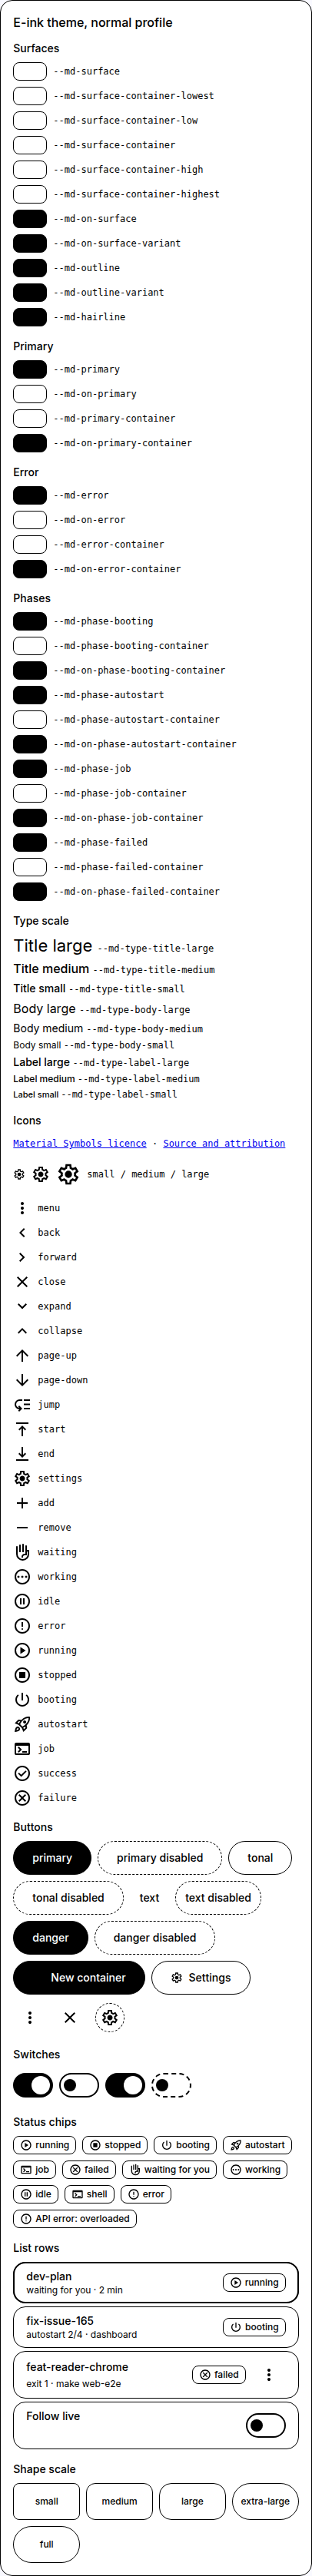 E-ink theme, normal profile
Surfaces
--md-surface
--md-surface-container-lowest
--md-surface-container-low
--md-surface-container
--md-surface-container-high
--md-surface-container-highest
--md-on-surface
--md-on-surface-variant
--md-outline
--md-outline-variant
--md-hairline
Primary
--md-primary
--md-on-primary
--md-primary-container
--md-on-primary-container
Error
--md-error
--md-on-error
--md-error-container
--md-on-error-container
Phases
--md-phase-booting
--md-phase-booting-container
--md-on-phase-booting-container
--md-phase-autostart
--md-phase-autostart-container
--md-on-phase-autostart-container
--md-phase-job
--md-phase-job-container
--md-on-phase-job-container
--md-phase-failed
--md-phase-failed-container
--md-on-phase-failed-container
Type scale
Title large --md-type-title-large
Title medium --md-type-title-medium
Title small --md-type-title-small
Body large --md-type-body-large
Body medium --md-type-body-medium
Body small --md-type-body-small
Label large --md-type-label-large
Label medium --md-type-label-medium
Label small --md-type-label-small
Icons
Material Symbols licence · Source and attribution
small / medium / large
menu
back
forward
close
expand
collapse
page-up
page-down
jump
start
end
settings
add
remove
waiting
working
idle
error
running
stopped
booting
autostart
job
success
failure
Buttons
primary primary disabled tonal
tonal disabled text text disabled
danger danger disabled
New container Settings
Switches
Status chips
running stopped booting autostart
job failed waiting for you working
idle shell error
API error: overloaded
List rows
dev-plan
waiting for you · 2 min
running
fix-issue-165
autostart 2/4 · dashboard
booting
feat-reader-chrome
exit 1 · make web-e2e
failed
Follow live
Shape scale
small medium large extra-large
full